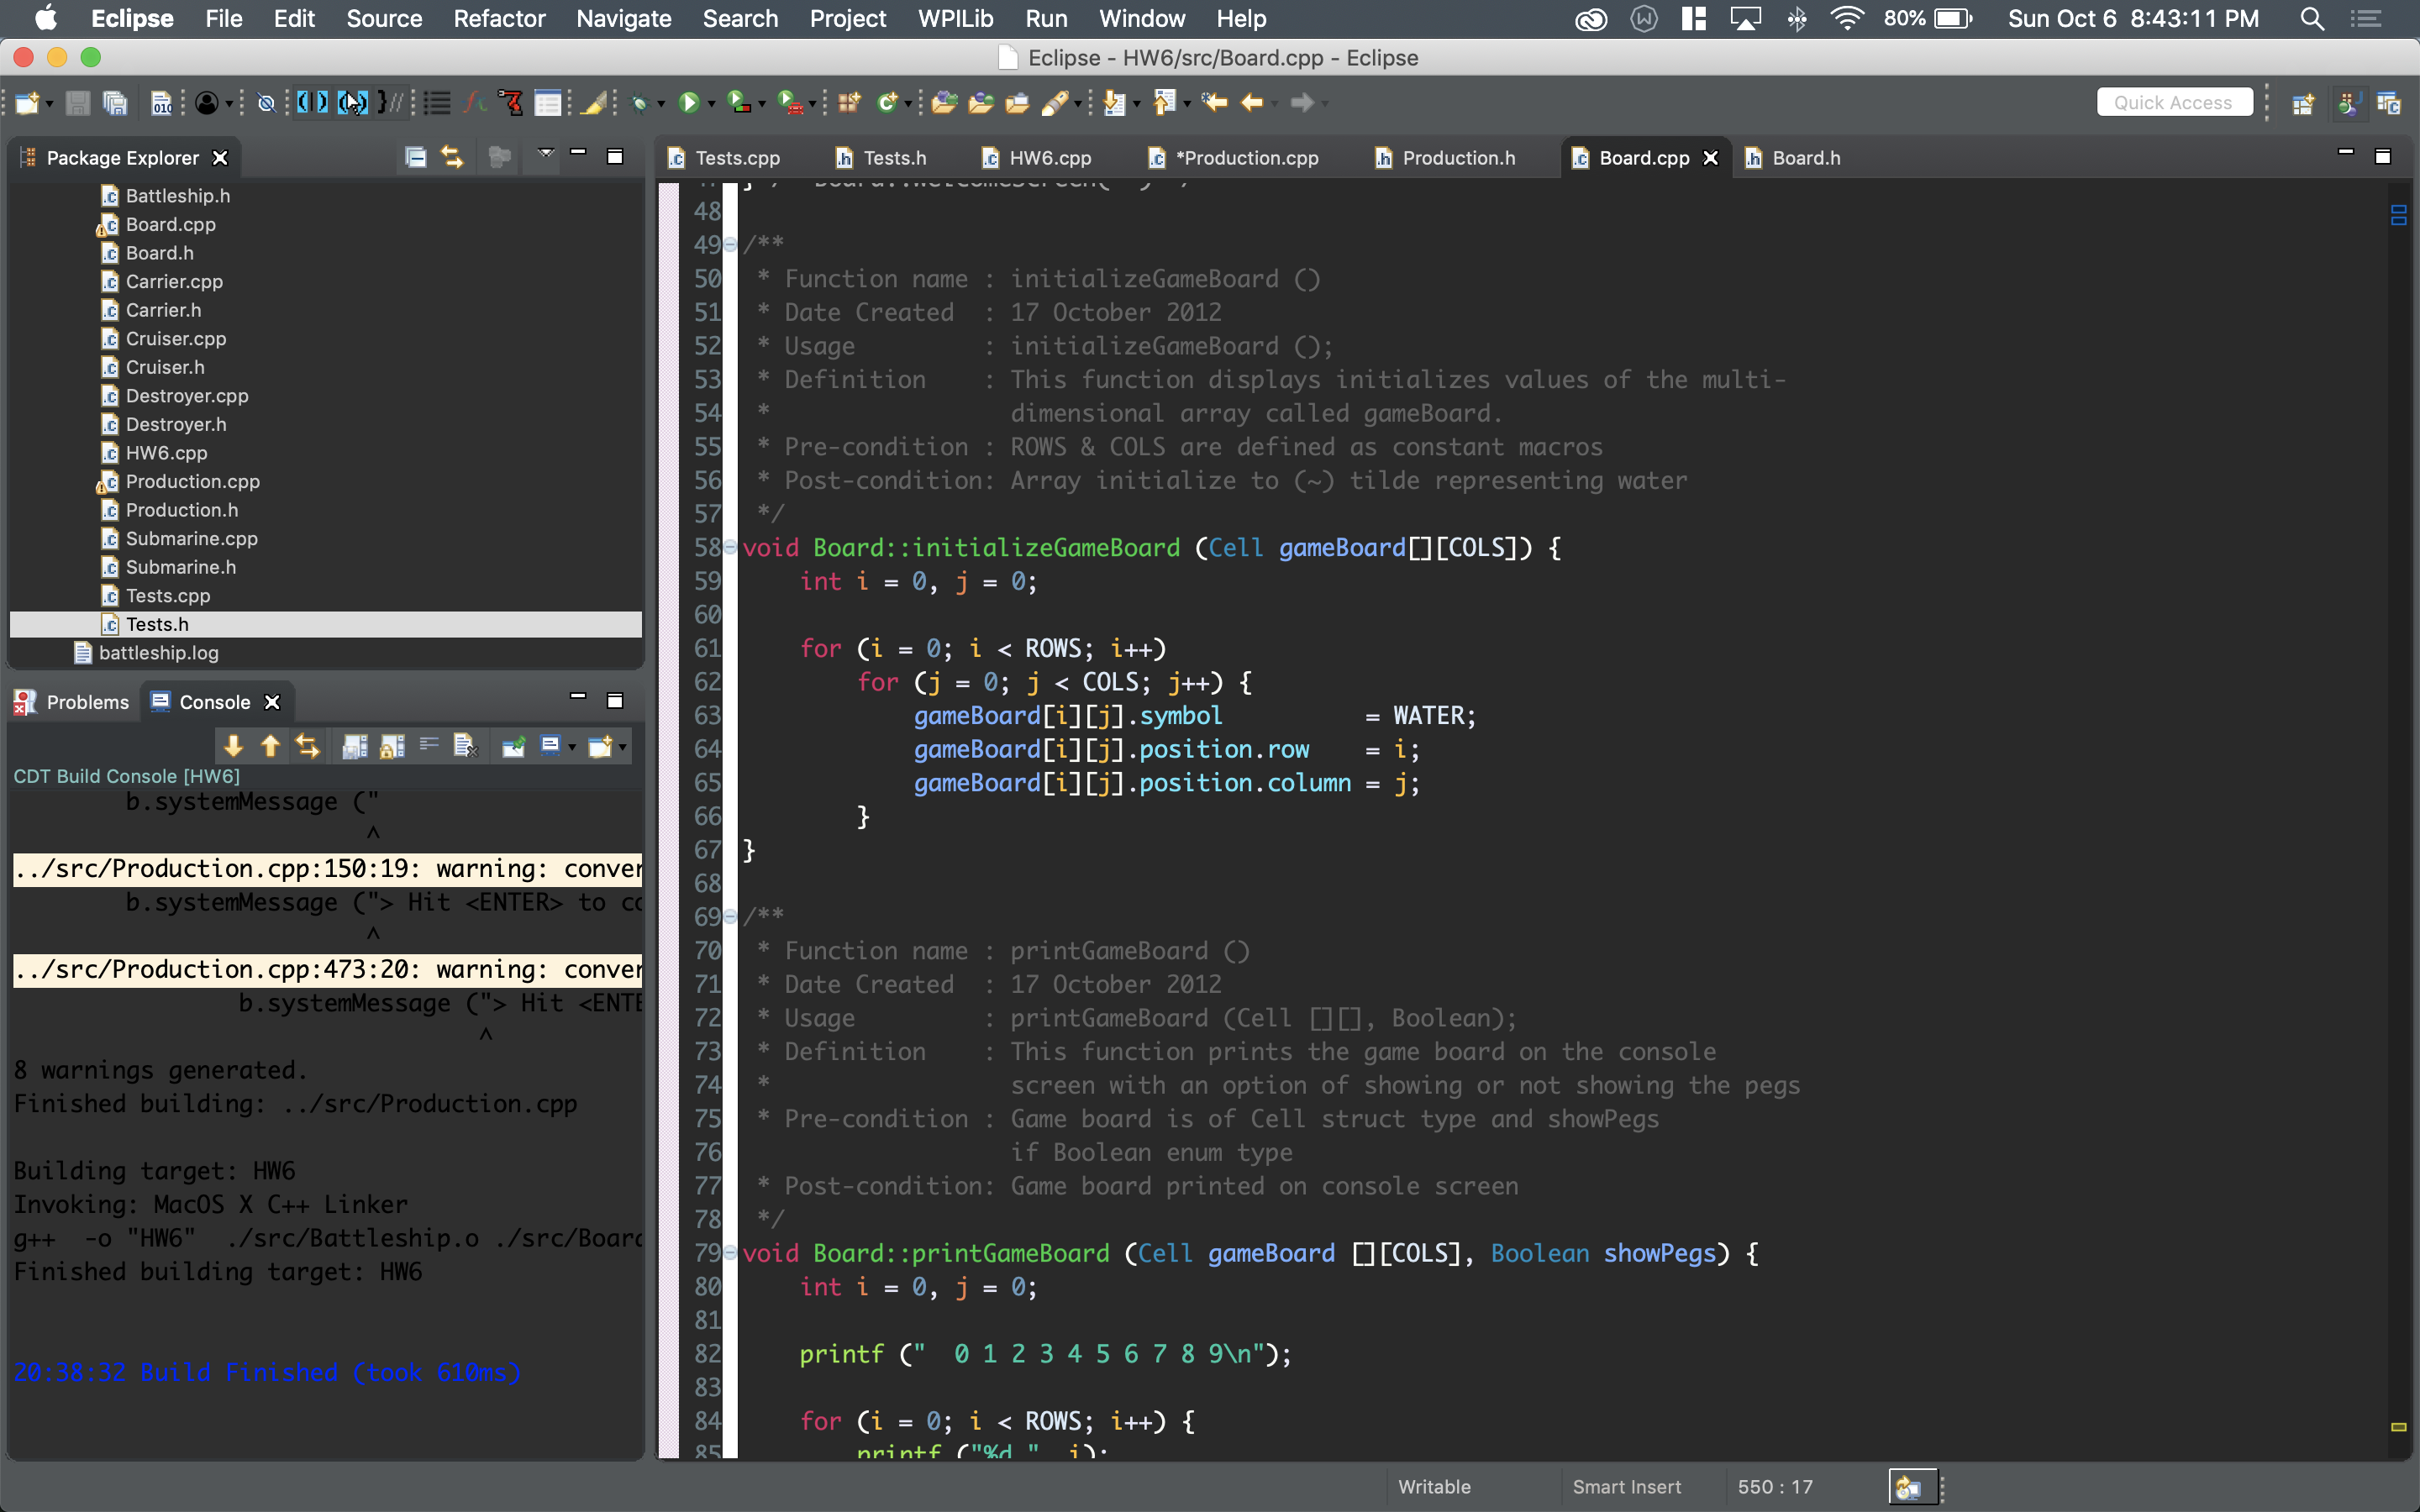 Eclipse File Edit Source Refactor Navigate Search Project WPILib Run Window Help 80% Sun Oct 6 8:43:11 PM
Eclipse - HW6/src/Board.cpp - Eclipse
Quick Access
Package Explorer
Battleship.h
Board.cpp
Board.h
Carrier.cpp
Carrier.h
Cruiser.cpp
Cruiser.h
Destroyer.cpp
Destroyer.h
HW6.cpp
Production.cpp
Production.h
Submarine.cpp
Submarine.h
Tests.cpp
Tests.h
battleship.log
Problems Console
CDT Build Console [HW6]
b.systemMessage ("
^
../src/Production.cpp:150:19: warning: conver
b.systemMessage ("> Hit <ENTER> to co
^
../src/Production.cpp:473:20: warning: conver
b.systemMessage ("> Hit <ENTE
^
8 warnings generated.
Finished building: ../src/Production.cpp
Building target: HW6
Invoking: MacOS X C++ Linker
g++ -o "HW6" ./src/Battleship.o ./src/Board
Finished building target: HW6
20:38:32 Build Finished (took 610ms)
Tests.cpp Tests.h HW6.cpp *Production.cpp Production.h Board.cpp Board.h
48
49 /**
50 * Function name : initializeGameBoard ()
51 * Date Created : 17 October 2012
52 * Usage : initializeGameBoard ();
53 * Definition : This function displays initializes values of the multi-
54 * dimensional array called gameBoard.
55 * Pre-condition : ROWS & COLS are defined as constant macros
56 * Post-condition: Array initialize to (~) tilde representing water
57 */
58 void Board::initializeGameBoard (Cell gameBoard[][COLS]) {
59 int i = 0, j = 0;
60
61 for (i = 0; i < ROWS; i++)
62 for (j = 0; j < COLS; j++) {
63 gameBoard[i][j].symbol = WATER;
64 gameBoard[i][j].position.row = i;
65 gameBoard[i][j].position.column = j;
66 }
67 }
68
69 /**
70 * Function name : printGameBoard ()
71 * Date Created : 17 October 2012
72 * Usage : printGameBoard (Cell [][], Boolean);
73 * Definition : This function prints the game board on the console
74 * screen with an option of showing or not showing the pegs
75 * Pre-condition : Game board is of Cell struct type and showPegs
76 if Boolean enum type
77 * Post-condition: Game board printed on console screen
78 */
79 void Board::printGameBoard (Cell gameBoard [][COLS], Boolean showPegs) {
80 int i = 0, j = 0;
81
82 printf (" 0 1 2 3 4 5 6 7 8 9\n");
83
84 for (i = 0; i < ROWS; i++) {
85 printf ("%d ", i);
Writable Smart Insert 550 : 17